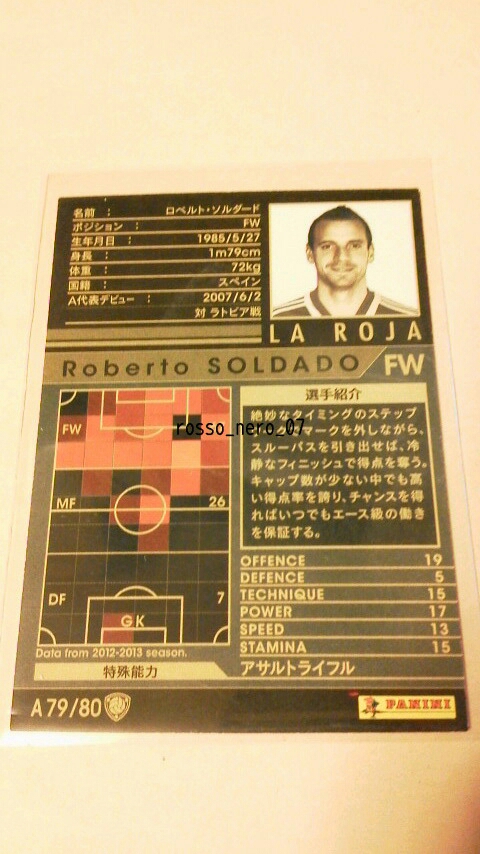 名前 : ロベルト・ソルダード
ポジション : FW
生年月日 : 1985/5/27
身長 : 1m79cm
体重 : 72kg
国籍 : スペイン
A代表デビュー : 2007/6/2
対 ラトビア戦
LA ROJA
Roberto SOLDADO FW
選手紹介
絶妙なタイミングのステップ
マークを外しながら、
スルーパスを引き出せば、冷
静なフィニッシュで得点を奪う。
キャップ数が少ない中でも高
い得点率を誇り、チャンスを得
ればいつでもエース級の働き
を保証する。
rosso_nero_07
FW
MF 26
DF 7
GK
Data from 2012-2013 season.
OFFENCE 19
DEFENCE 5
TECHNIQUE 15
POWER 17
SPEED 13
STAMINA 15
特殊能力 アサルトライフル
A 79/80
PANINI